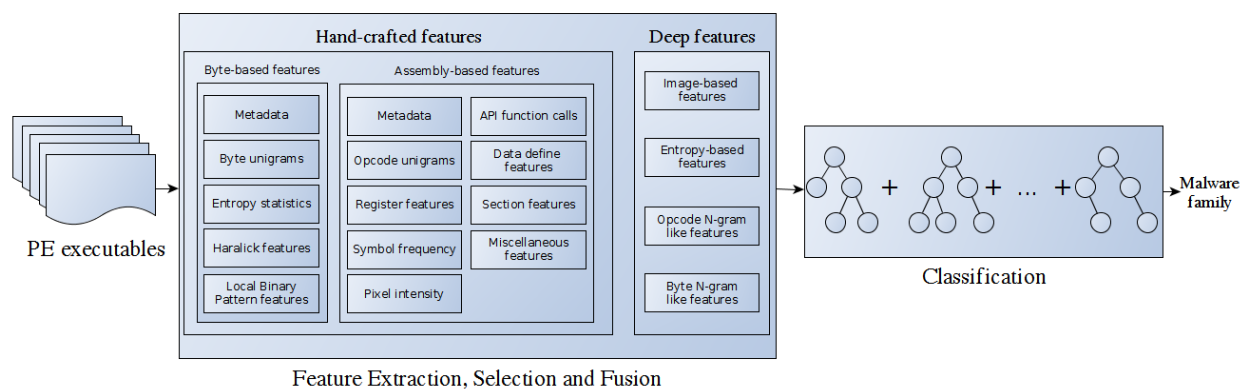 PE executables
Hand-crafted features
Byte-based features
Metadata
Byte unigrams
Entropy statistics
Haralick features
Local Binary
Pattern features
Assembly-based features
Metadata
Opcode unigrams
Register features
Symbol frequency
Pixel intensity
API function calls
Data define
features
Section features
Miscellaneous
features
Deep features
Image-based
features
Entropy-based
features
Opcode N-gram
like features
Byte N-gram
like features
Feature Extraction, Selection and Fusion
+ + ... +
Classification
Malware
family